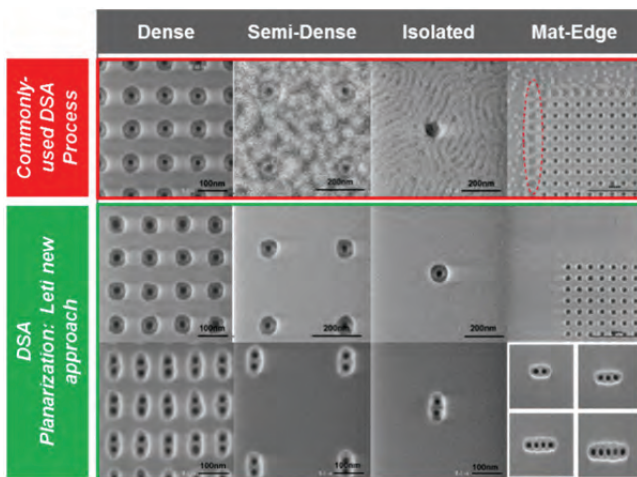 Dense Semi-Dense Isolated Mat-Edge
Commonly-
used DSA
Process
100nm 200nm 200nm
DSA
Planarization: Leti new
approach
100nm 200nm 200nm
100nm 100nm 100nm